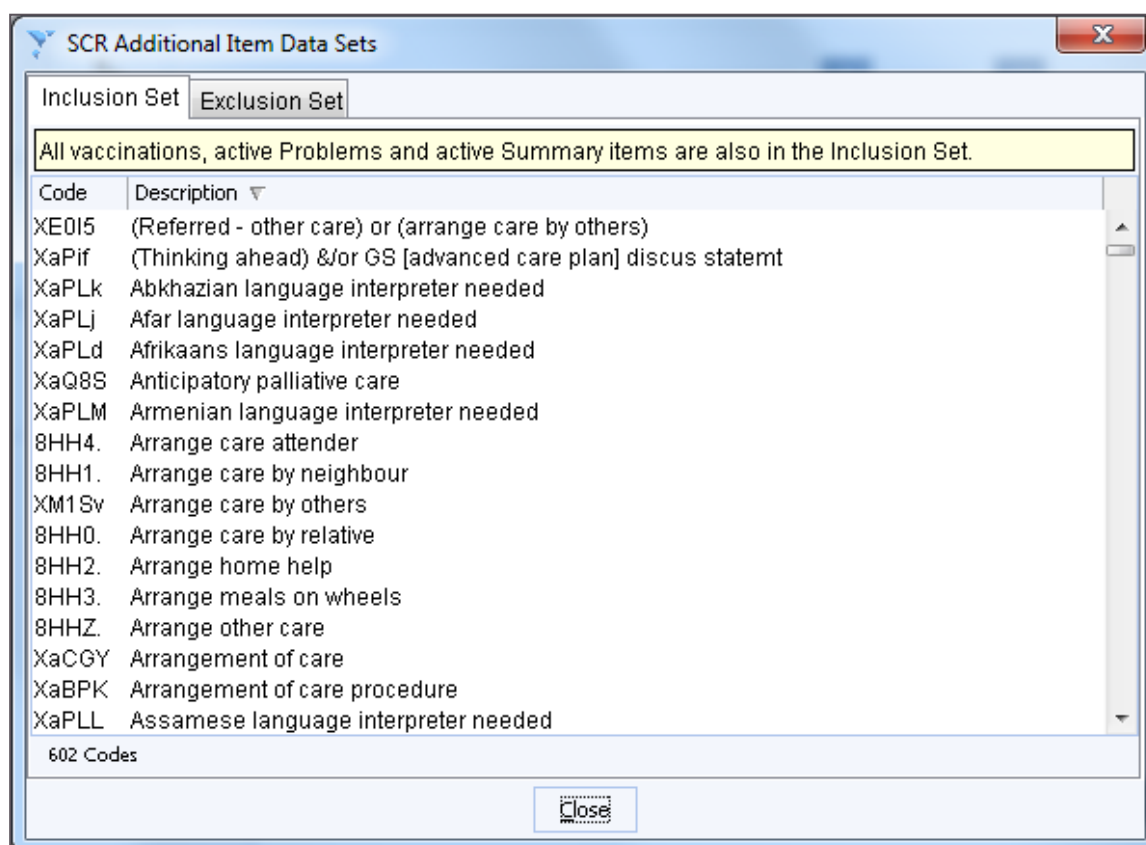 SCR Additional Item Data Sets
X
Inclusion Set Exclusion Set
All vaccinations, active Problems and active Summary items are also in the Inclusion Set.
Code Description
XE0I5 (Referred - other care) or (arrange care by others)
XaPif (Thinking ahead) &/or GS [advanced care plan] discus statemt
XaPLk Abkhazian language interpreter needed
XaPLj Afar language interpreter needed
XaPLd Afrikaans language interpreter needed
XaQ8S Anticipatory palliative care
XaPLM Armenian language interpreter needed
8HH4. Arrange care attender
8HH1. Arrange care by neighbour
XM1Sv Arrange care by others
8HH0. Arrange care by relative
8HH2. Arrange home help
8HH3. Arrange meals on wheels
8HHZ. Arrange other care
XaCGY Arrangement of care
XaBPK Arrangement of care procedure
XaPLL Assamese language interpreter needed
602 Codes
Close